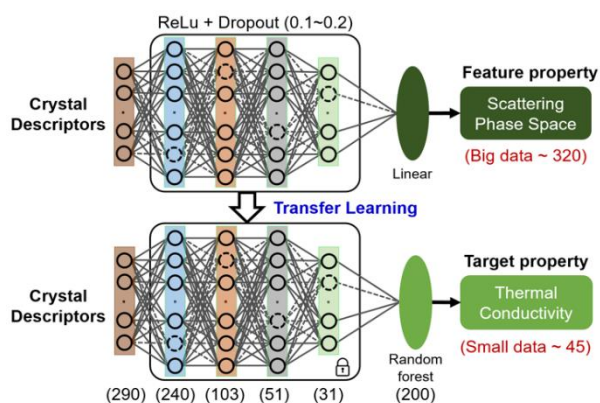 ReLu + Dropout (0.1~0.2)
Crystal
Descriptors
Linear
Feature property
Scattering
Phase Space
(Big data ~ 320)
Transfer Learning
Crystal
Descriptors
Random
forest
Target property
Thermal
Conductivity
(Small data ~ 45)
(290) (240) (103) (51) (31) (200)